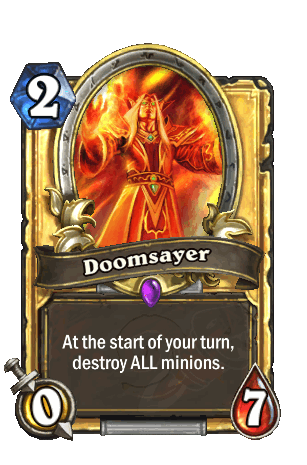 2
Doomsayer
At the start of your turn,
destroy ALL minions.
0
7